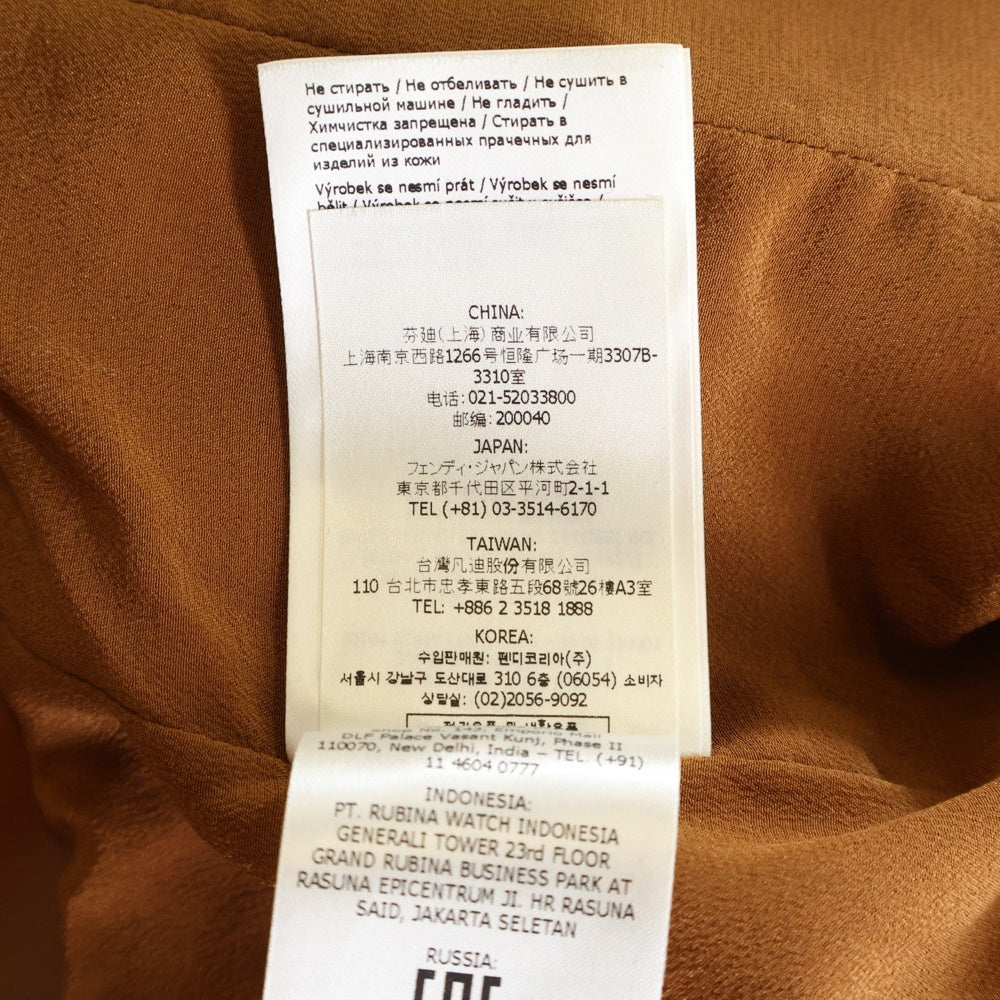 Не стирать / Не отбеливать / Не сушить в
сушильной машине / Не гладить /
Химчистка запрещена / Стирать в
специализированных прачечных для
изделий из кожи
Výrobek se nesmí prát / Výrobek se nesmí
bělit / Výrobek se nesmí sušit v sušičce /
CHINA:
芬迪(上海)商业有限公司
上海南京西路1266号恒隆广场一期3307B-
3310室
电话: 021-52033800
邮编: 200040
JAPAN:
フェンディ・ジャパン株式会社
東京都千代田区平河町2-1-1
TEL (+81) 03-3514-6170
TAIWAN:
台灣凡迪股份有限公司
110 台北市忠孝東路五段68號26樓A3室
TEL: +886 2 3518 1888
KOREA:
수입판매원: 펜디코리아(주)
서울시 강남구 도산대로 310 6층 (06054) 소비자
상담실: (02)2056-9092
Shop No. 143, Emporio Mall
DLF Palace Vasant Kunj, Phase II
110070, New Delhi, India – TEL. (+91)
11 4604 0777
INDONESIA:
PT. RUBINA WATCH INDONESIA
GENERALI TOWER 23rd FLOOR
GRAND RUBINA BUSINESS PARK AT
RASUNA EPICENTRUM JI. HR RASUNA
SAID, JAKARTA SELETAN
RUSSIA: